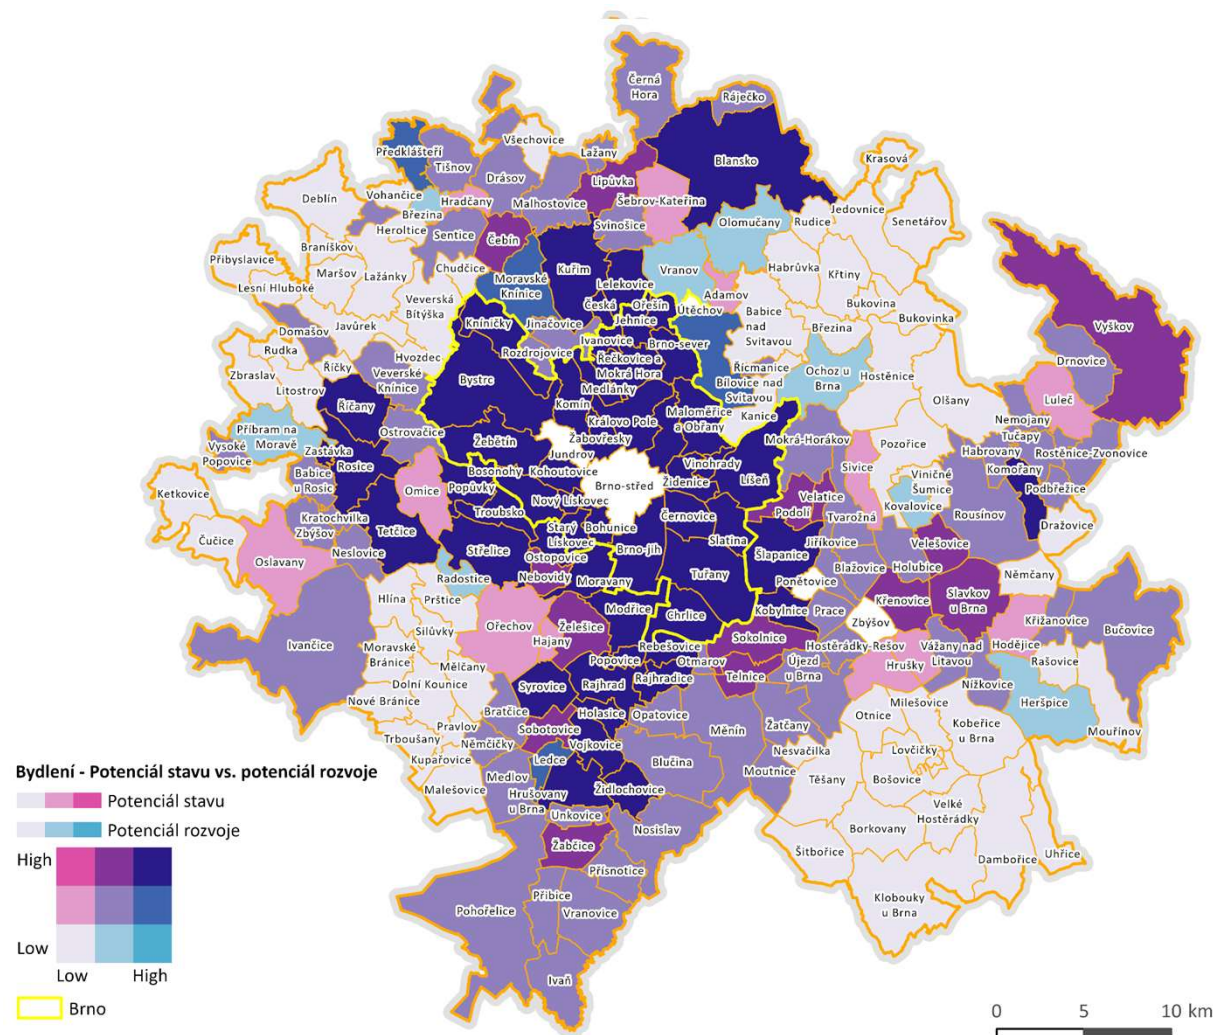 Černá
Hora
Ráječko
Všechovice
Lažany
Blansko
Krasová
Předklášteří
Tišnov
Drásov
Lipůvka
Deblín
Vohančice
Hradčany
Malhostovice
Šebrov-Kateřina
Březina
Olomučany
Rudice
Jedovnice
Senetářov
Heroltice
Sentice
Čebín
Svinošice
Braníškov
Přibyslavice
Maršov
Lažánky
Chudčice
Kuřim
Vranov
Habrůvka
Křtiny
Lesní Hluboké
Moravské
Knínice
Lelekovice
Adamov
Bukovina
Veverská
Bítýška
Česká
Ořešín
Útěchov
Babice
nad
Svitavou
Bukovinka
Vyškov
Javůrek
Kníničky
Jinačovice
Jehnice
Březina
Domašov
Ivanovice
Brno-sever
Rudka
Hvozdec
Rozdrojovice
Řečkovice a
Mokrá Hora
Drnovice
Říčky
Veverské
Knínice
Bystrc
Medlánky
Řícmanice
Ochoz u
Brna
Hostěnice
Zbraslav
Bílovice nad
Svitavou
Litostrov
Komín
Olšany
Luleč
Říčany
Královo Pole
Maloměřice
a Obřany
Kanice
Nemojany
Příbram na
Moravě
Ostrovačice
Žebětín
Žabovřesky
Mokrá-Horákov
Pozořice
Tučapy
Vysoké
Popovice
Zastávka
Jundrov
Habrovany
Rostěnice-Zvonovice
Rosice
Bosonohy
Kohoutovice
Vinohrady
Sivice
Viničné
Šumice
Komořany
Babice
u Rosic
Židenice
Líšeň
Ketkovice
Omice
Popůvky
Brno-střed
Velatice
Kovalovice
Podbřežice
Nový Lískovec
Podolí
Rousínov
Kratochvilka
Troubsko
Tvarožná
Zbýšov
Tetčice
Starý
Lískovec
Bohunice
Černovice
Dražovice
Čučice
Slatina
Jiříkovice
Velešovice
Neslovice
Střelice
Ostopovice
Brno-jih
Šlapanice
Oslavany
Radostice
Nebovidy
Moravany
Tuřany
Blažovice
Holubice
Ponětovice
Němčany
Hlína
Prštice
Modřice
Chrlice
Kobylnice
Prace
Křenovice
Slavkov
u Brna
Ořechov
Želešice
Zbýšov
Křižanovice
Bučovice
Ivančice
Silůvky
Hajany
Sokolnice
Moravské
Bránice
Rebešovice
Hostěrádky-Rešov
Vážany nad
Litavou
Hodějice
Mělčany
Popovice
Otmarov
Hrušky
Rašovice
Telnice
Újezd
u Brna
Dolní Kounice
Syrovice
Rajhrad
Rajhradice
Nížkovice
Nové Bránice
Heršpice
Bratčice
Holasice
Opatovice
Milešovice
Otnice
Mouřínov
Pravlov
Sobotovice
Měnín
Žatčany
Kobeřice
u Brna
Trboušany
Němčičky
Vojkovice
Nesvačilka
Lovčičky
Kupařovice
Ledce
Blučina
Moutnice
Těšany
Bošovice
Malešovice
Medlov
Židlochovice
Hrušovany
u Brna
Velké
Hostěrádky
Unkovice
Nosislav
Borkovany
Žabčice
Šitbořice
Dambořice
Uhřice
Přísnotice
Přibice
Klobouky
u Brna
Pohořelice
Vranovice
Ivaň
Bydlení - Potenciál stavu vs. potenciál rozvoje
Potenciál stavu
Potenciál rozvoje
High
Low
Low
High
Brno
0
5
10 km